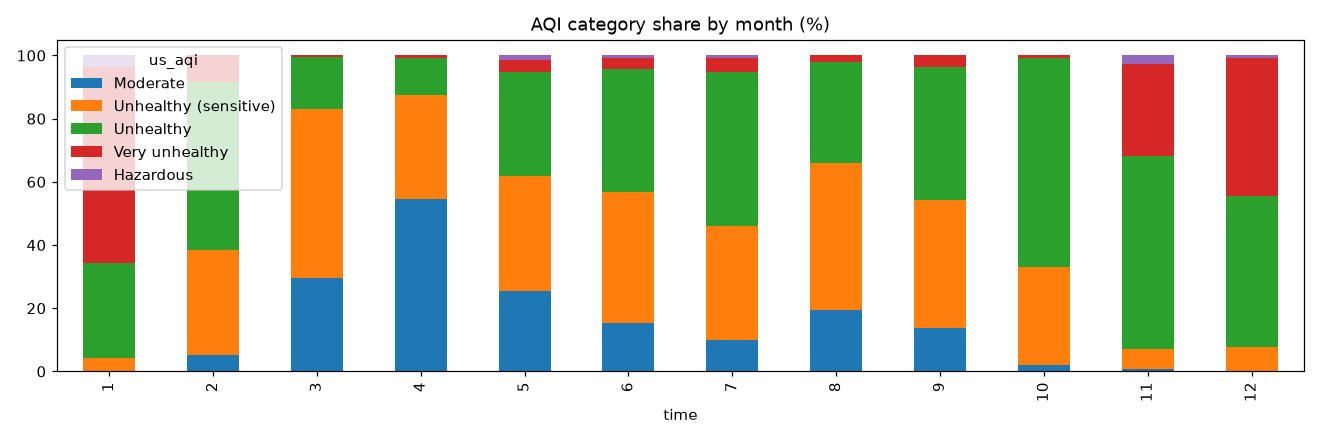 AQI category share by month (%)
100
80
60
40
20
0
us_aqi
Moderate
Unhealthy (sensitive)
Unhealthy
Very unhealthy
Hazardous
1 2 3 4 5 6 7 8 9 10 11 12
time